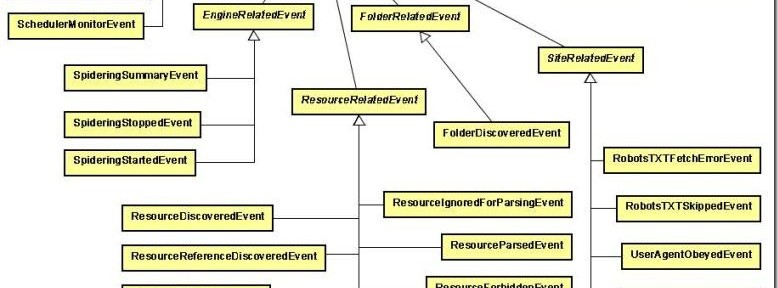 EngineRelatedEvent
FolderRelatedEvent
SchedulerMonitorEvent
SiteRelatedEvent
SpideringSummaryEvent
ResourceRelatedEvent
SpideringStoppedEvent
FolderDiscoveredEvent
SpideringStartedEvent
RobotsTXTFetchErrorEvent
ResourceIgnoredForParsingEvent
RobotsTXTSkippedEvent
ResourceDiscoveredEvent
ResourceParsedEvent
ResourceReferenceDiscoveredEvent
UserAgentObeyedEvent
ResourceForbiddenEvent